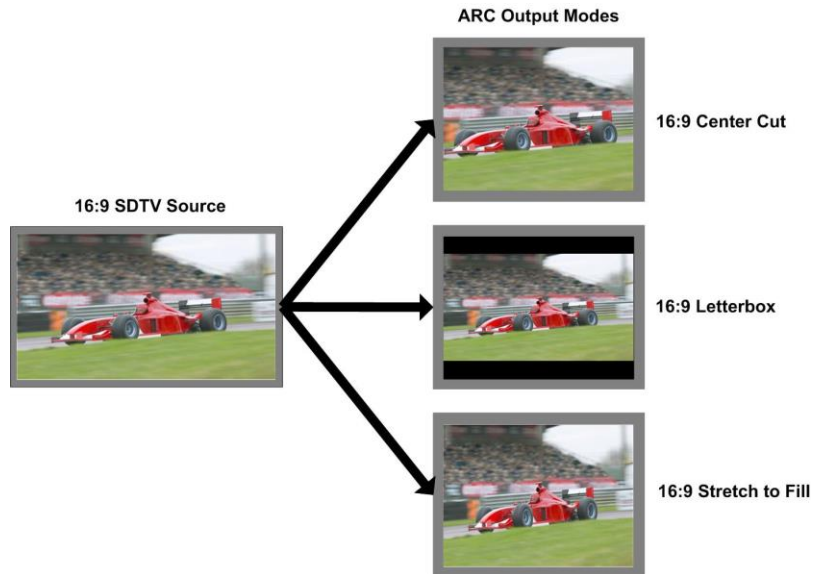 ARC Output Modes
16:9 Center Cut
16:9 SDTV Source
16:9 Letterbox
16:9 Stretch to Fill